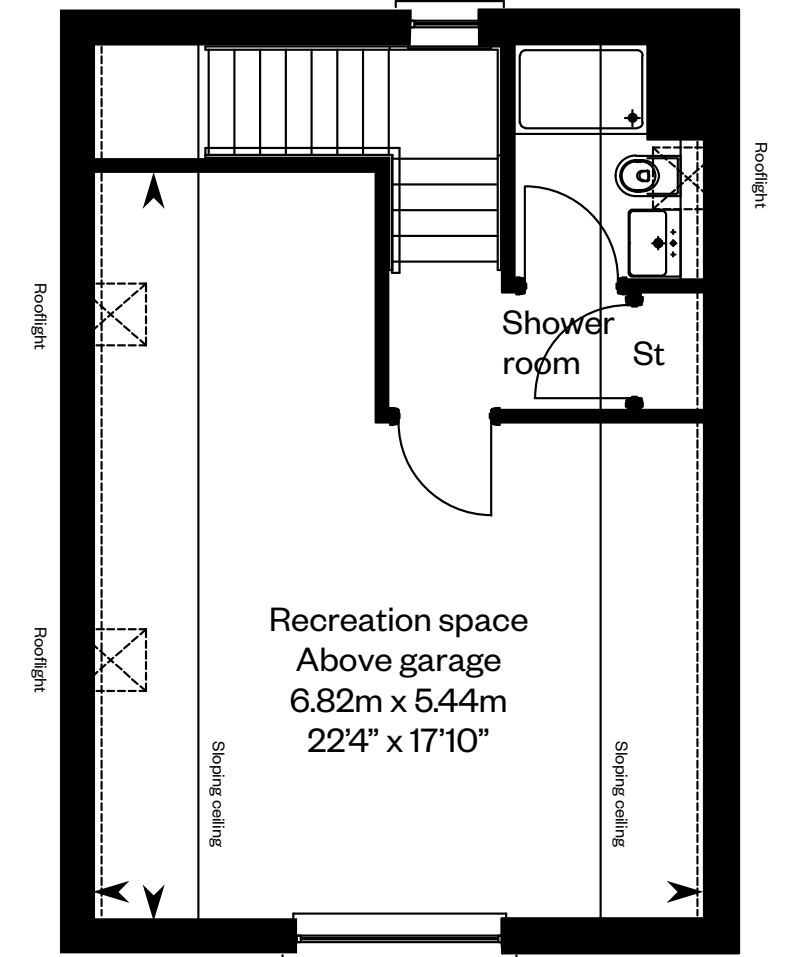 Rooflight
Rooflight
Shower
room
St
Recreation space
Above garage
6.82m x 5.44m
22'4” x 17'10”
Rooflight
Sloping ceiling
Sloping ceiling